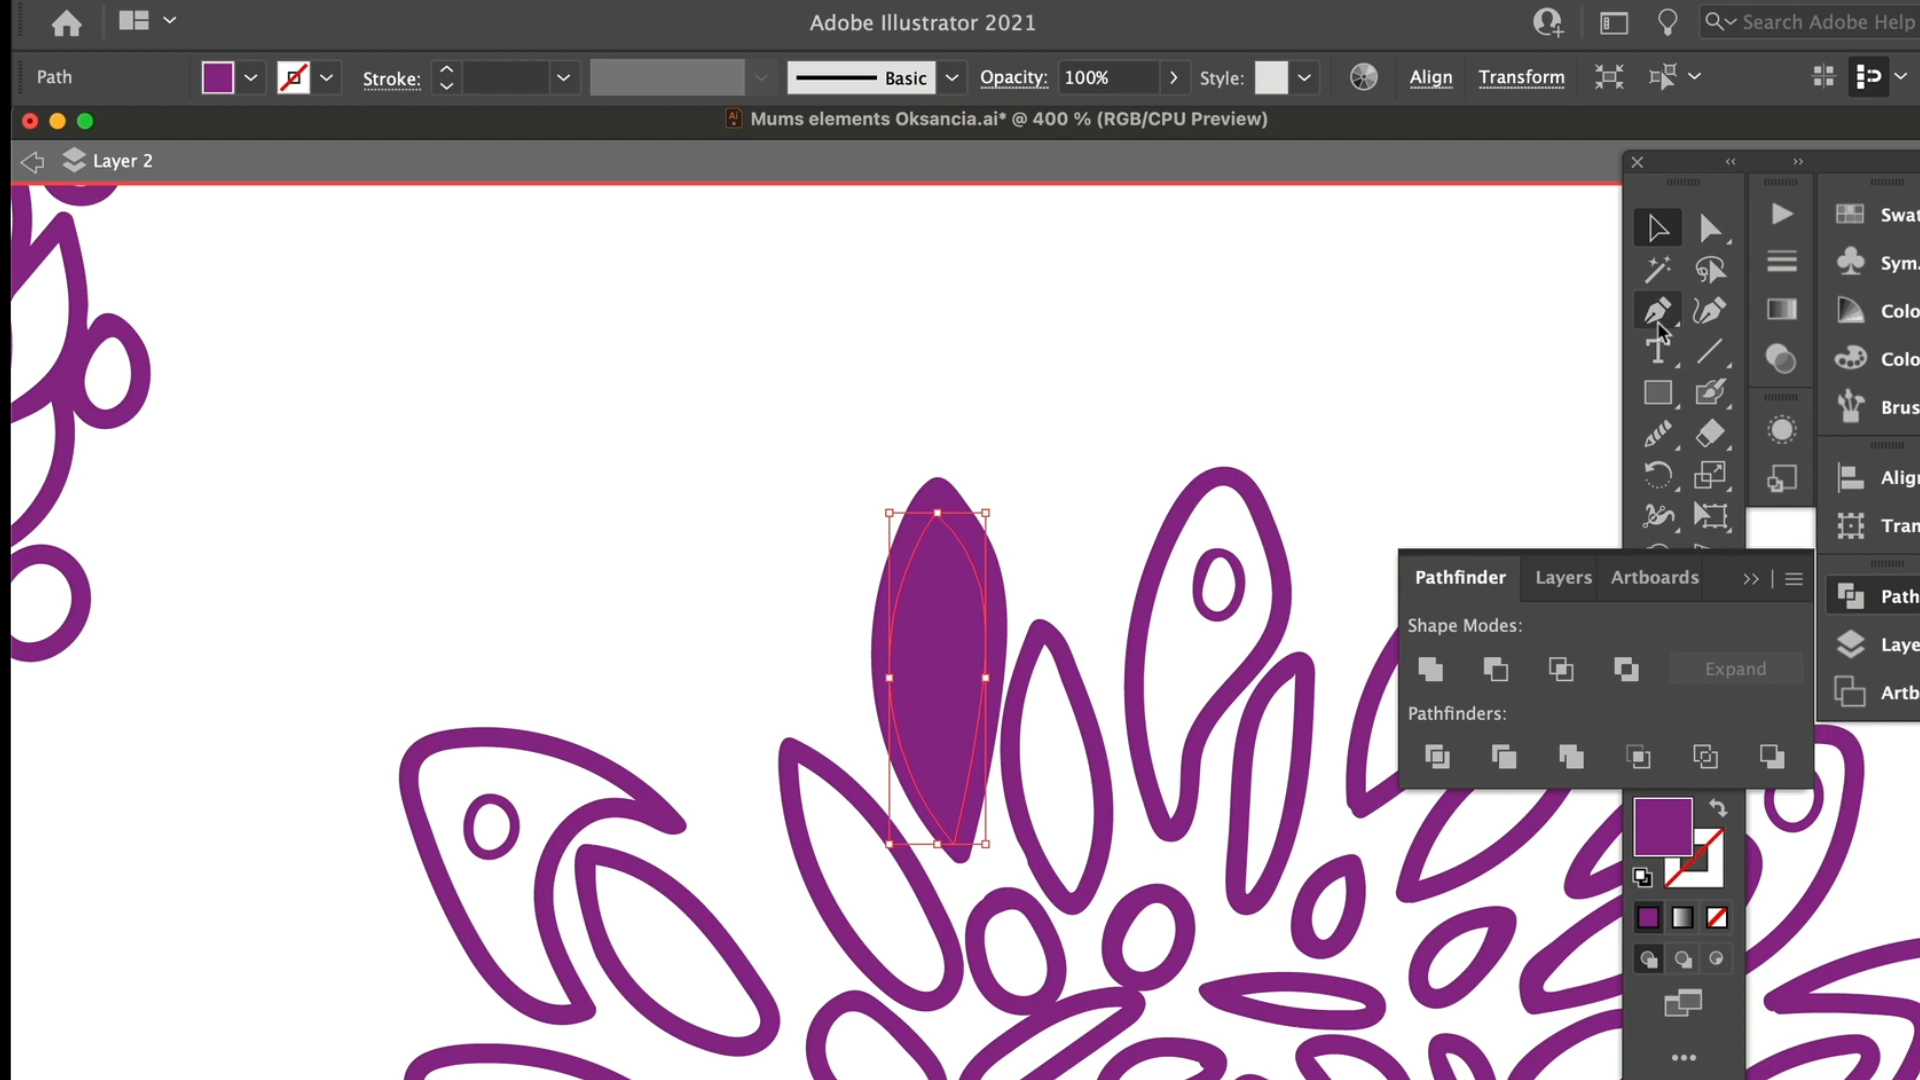 Adobe Illustrator 2021
Search Adobe Help
Path
Stroke:
Basic
Opacity:
100%
Style:
Align
Transform
Ai
Mums elements Oksancia.ai* @ 400 % (RGB/CPU Preview)
Layer 2
Swat
Sym.
Colo
Colo
Brus
Align
Tran
Path
Laye
Artb
Pathfinder
Layers
Artboards
Shape Modes:
Expand
Pathfinders: